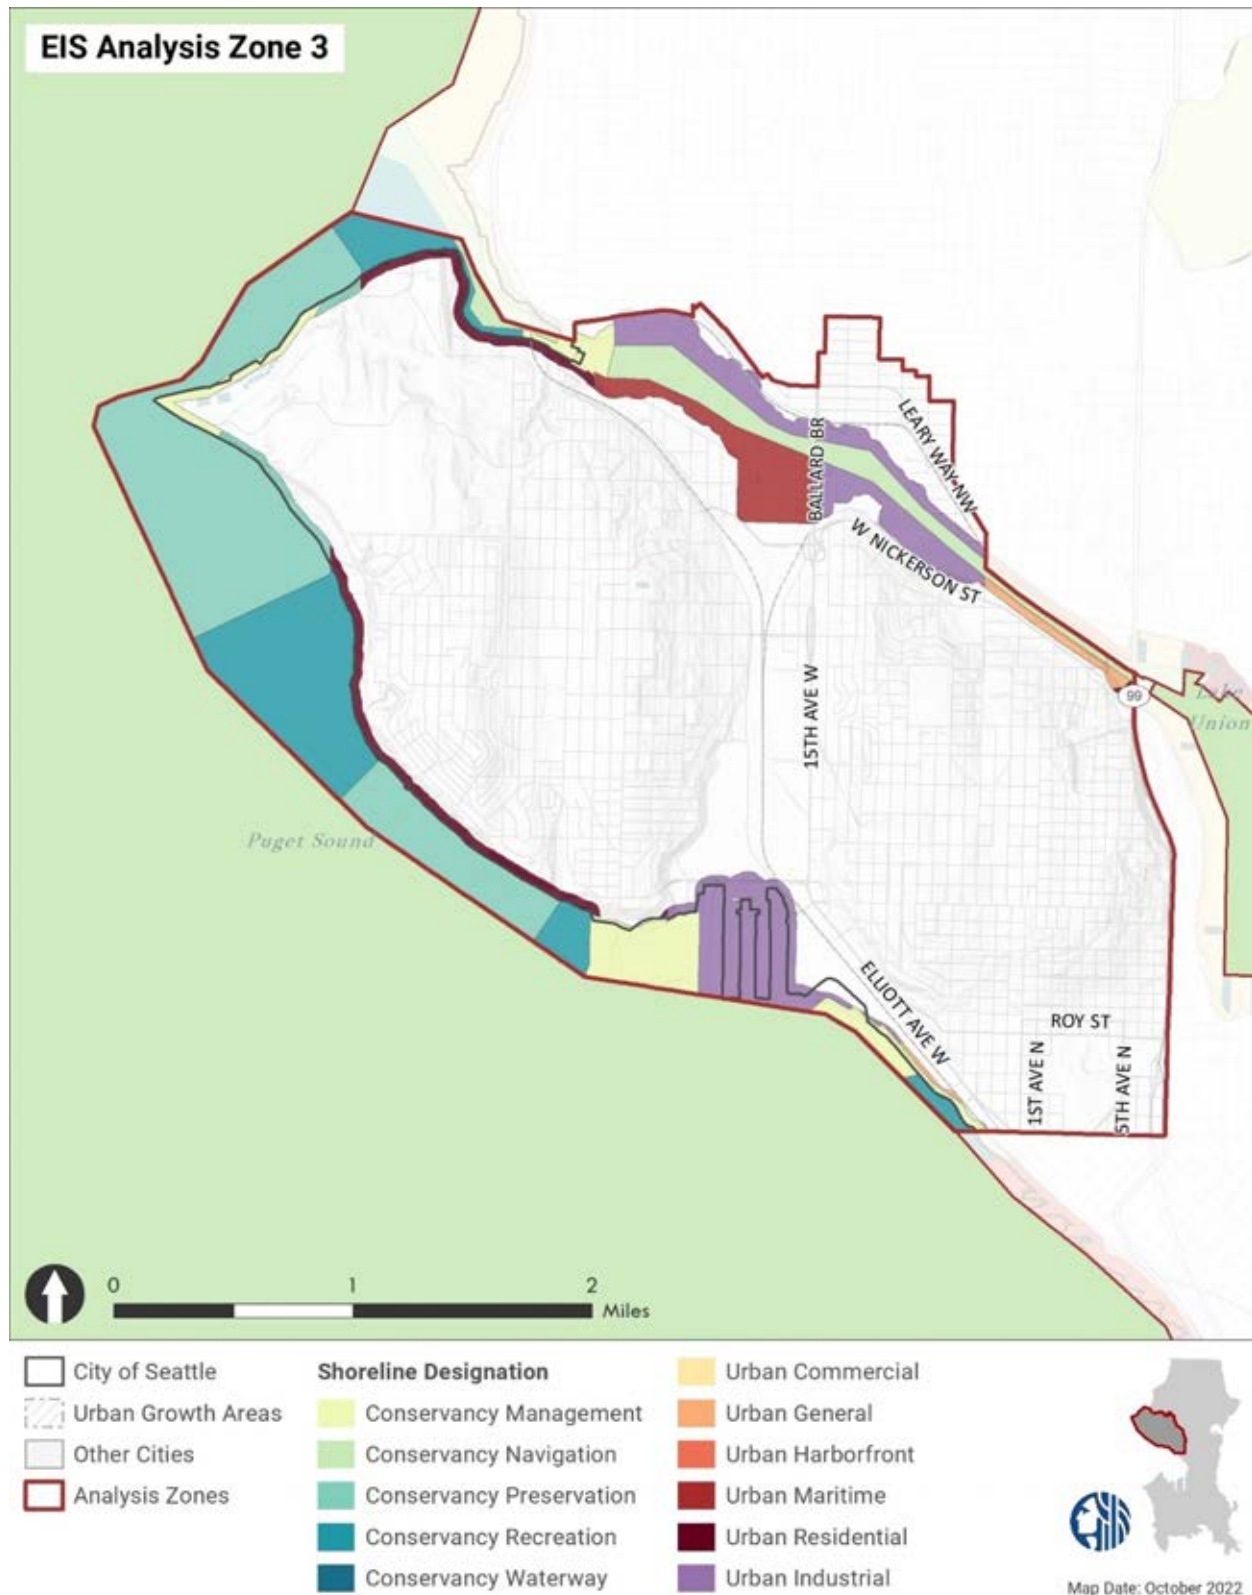 EIS Analysis Zone 3
BALLARD BR
LEARY WAY NW
W NICKERSON ST
99
Lake
Union
15TH AVE W
Puget Sound
ELLIOTT AVE W
ROY ST
1ST AVE N
5TH AVE N
0 1 2
Miles
City of Seattle
Urban Growth Areas
Other Cities
Analysis Zones
Shoreline Designation
Conservancy Management
Conservancy Navigation
Conservancy Preservation
Conservancy Recreation
Conservancy Waterway
Urban Commercial
Urban General
Urban Harborfront
Urban Maritime
Urban Residential
Urban Industrial
Map Date: October 2022